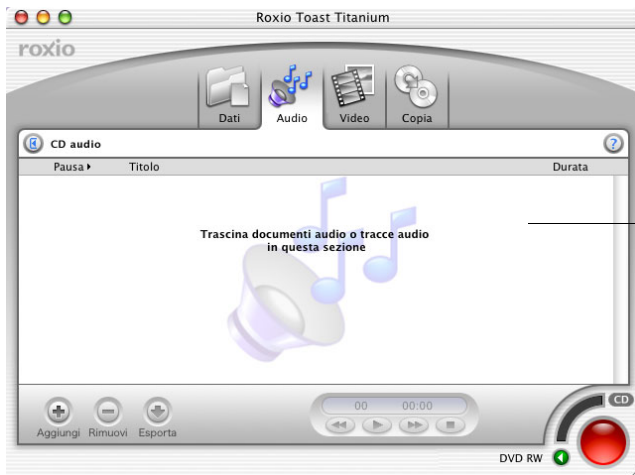 Roxio Toast Titanium
roxio
Dati Audio Video Copia
CD audio ?
Pausa Titolo Durata
Trascina documenti audio o tracce audio
in questa sezione
00 00:00
CD
Aggiungi Rimuovi Esporta
DVD RW